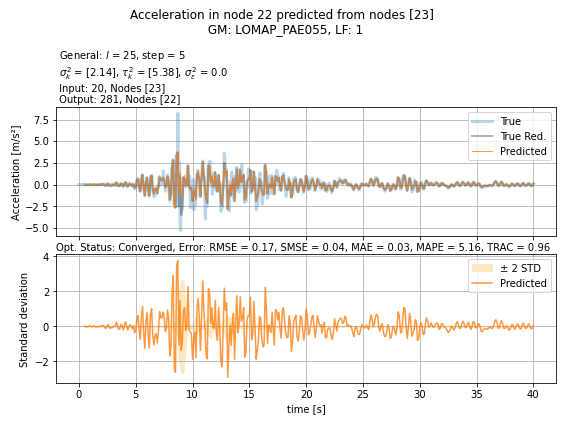 Acceleration in node 22 predicted from nodes [23]
GM: LOMAP_PAE055, LF: 1
General: l = 25, step = 5
σ²ₖ = [2.14], τ²ₖ = [5.38], σ²ε = 0.0
Input: 20, Nodes [23]
Output: 281, Nodes [22]
Acceleration [m/s²]
7.5
5.0
2.5
0.0
−2.5
−5.0
True
True Red.
Predicted
Opt. Status: Converged, Error: RMSE = 0.17, SMSE = 0.04, MAE = 0.03, MAPE = 5.16, TRAC = 0.96
Standard deviation
4
2
0
−2
± 2 STD
Predicted
0 5 10 15 20 25 30 35 40
time [s]